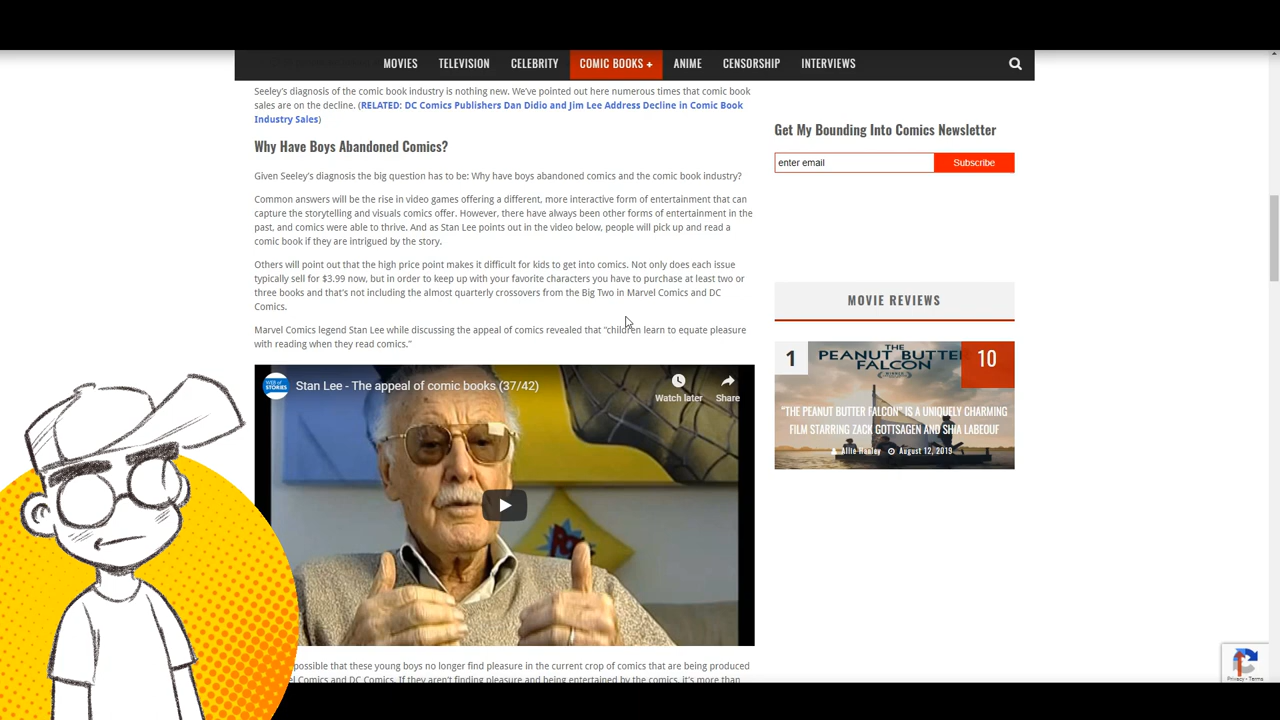 MOVIES TELEVISION CELEBRITY COMIC BOOKS + ANIME CENSORSHIP INTERVIEWS
Seeley's diagnosis of the comic book industry is nothing new. We've pointed out here numerous times that comic book
sales are on the decline. (RELATED: DC Comics Publishers Dan Didio and Jim Lee Address Decline in Comic Book
Industry Sales)
Why Have Boys Abandoned Comics?
Given Seeley's diagnosis the big question has to be: Why have boys abandoned comics and the comic book industry?
Common answers will be the rise in video games offering a different, more interactive form of entertainment that can
capture the storytelling and visuals comics offer. However, there have always been other forms of entertainment in the
past, and comics were able to thrive. And as Stan Lee points out in the video below, people will pick up and read a
comic book if they are intrigued by the story.
Others will point out that the high price point makes it difficult for kids to get into comics. Not only does each issue
typically sell for $3.99 now, but in order to keep up with your favorite characters you have to purchase at least two or
three books and that's not including the almost quarterly crossovers from the Big Two in Marvel Comics and DC
Comics.
Marvel Comics legend Stan Lee while discussing the appeal of comics revealed that "children learn to equate pleasure
with reading when they read comics."
WEB of STORIES
Stan Lee - The appeal of comic books (37/42)
Watch later
Share
possible that these young boys no longer find pleasure in the current crop of comics that are being produced
Comics and DC Comics. If they aren't finding pleasure and being entertained by the comics, it's more than
Get My Bounding Into Comics Newsletter
enter email
Subscribe
MOVIE REVIEWS
1
10
THE
PEANUT BUTTER
FALCON
"THE PEANUT BUTTER FALCON" IS A UNIQUELY CHARMING
FILM STARRING ZACK GOTTSAGEN AND SHIA LABEOUF
Allie Hanley August 12, 2019
Privacy - Terms